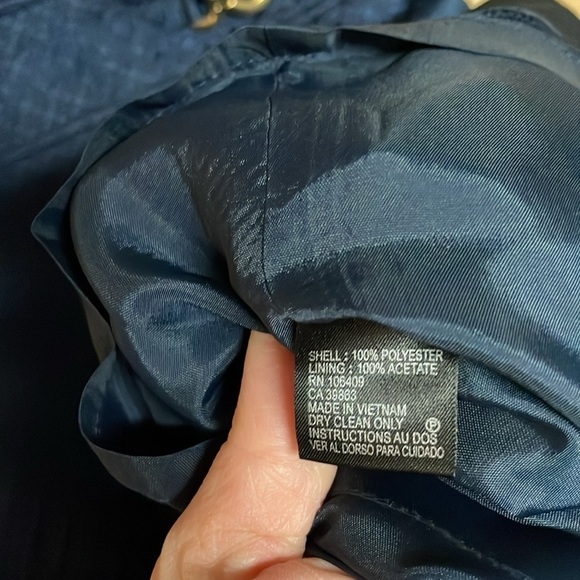 SHELL : 100% POLYESTER
LINING : 100% ACETATE
RN 106409
CA 39863
MADE IN VIETNAM
DRY CLEAN ONLY Ⓟ
INSTRUCTIONS AU DOS
VER AL DORSO PARA CUIDADO